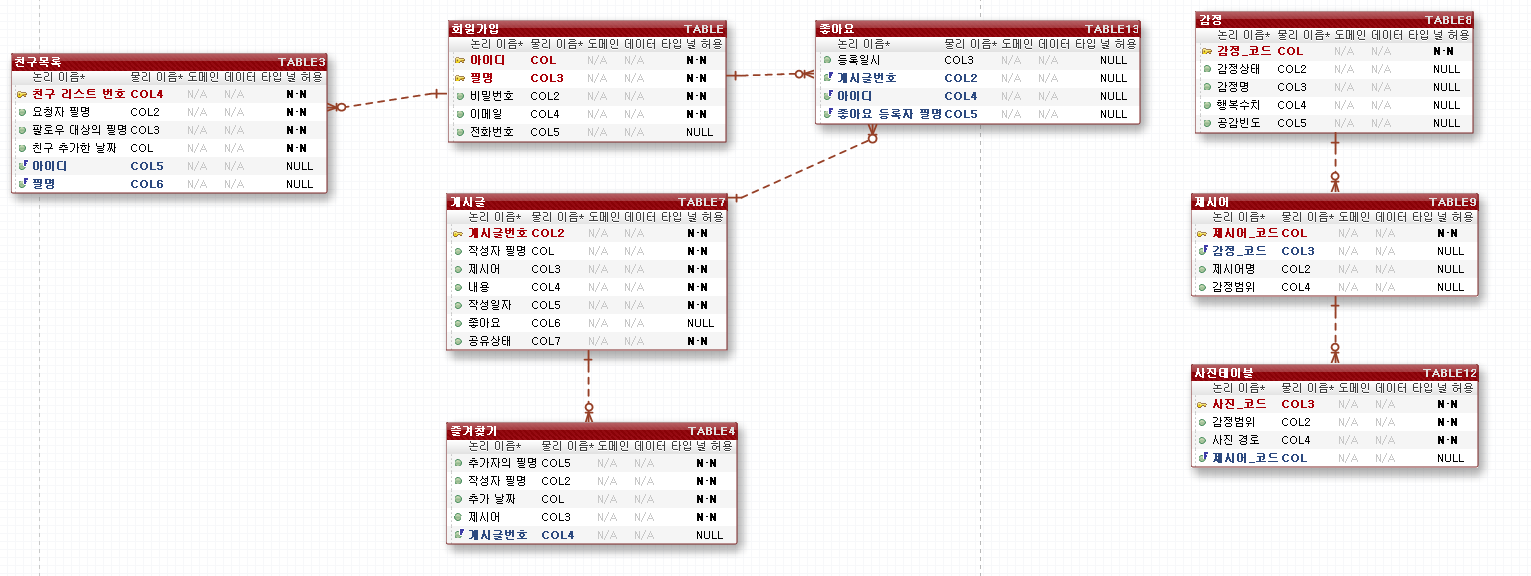 친구목록 TABLE3
논리 이름* 물리 이름* 도메인 데이터 타입 널 허용
친구 리스트 번호 COL4 N/A N/A N-N
요청자 필명 COL2 N/A N/A N-N
팔로우 대상의 필명 COL3 N/A N/A N-N
친구 추가한 날짜 COL N/A N/A N-N
아이디 COL5 N/A N/A NULL
필명 COL6 N/A N/A NULL
회원가입 TABLE
논리 이름* 물리 이름* 도메인 데이터 타입 널 허용
아이디 COL N/A N/A N-N
필명 COL3 N/A N/A N-N
비밀번호 COL2 N/A N/A N-N
이메일 COL4 N/A N/A N-N
전화번호 COL5 N/A N/A NULL
좋아요 TABLE13
논리 이름* 물리 이름* 도메인 데이터 타입 널 허용
등록일시 COL3 N/A N/A NULL
게시글번호 COL2 N/A N/A NULL
아이디 COL4 N/A N/A NULL
좋아요 등록자 필명 COL5 N/A N/A NULL
감정 TABLE8
논리 이름* 물리 이름* 도메인 데이터 타입 널 허용
감정_코드 COL N/A N/A N-N
감정상태 COL2 N/A N/A NULL
감정명 COL3 N/A N/A NULL
행복수치 COL4 N/A N/A NULL
공감빈도 COL5 N/A N/A NULL
게시글 TABLE7
논리 이름* 물리 이름* 도메인 데이터 타입 널 허용
게시글번호 COL2 N/A N/A N-N
작성자 필명 COL N/A N/A N-N
제시어 COL3 N/A N/A N-N
내용 COL4 N/A N/A N-N
작성일자 COL5 N/A N/A N-N
좋아요 COL6 N/A N/A NULL
공유상태 COL7 N/A N/A N-N
제시어 TABLE9
논리 이름* 물리 이름* 도메인 데이터 타입 널 허용
제시어_코드 COL N/A N/A N-N
감정_코드 COL3 N/A N/A NULL
제시어명 COL2 N/A N/A NULL
감정범위 COL4 N/A N/A NULL
즐겨찾기 TABLE4
논리 이름* 물리 이름* 도메인 데이터 타입 널 허용
추가자의 필명 COL5 N/A N/A N-N
작성자 필명 COL2 N/A N/A N-N
추가 날짜 COL N/A N/A N-N
제시어 COL3 N/A N/A N-N
게시글번호 COL4 N/A N/A NULL
사진테이블 TABLE12
논리 이름* 물리 이름* 도메인 데이터 타입 널 허용
사진_코드 COL3 N/A N/A N-N
감정범위 COL2 N/A N/A N-N
사진 경로 COL4 N/A N/A N-N
제시어_코드 COL N/A N/A NULL